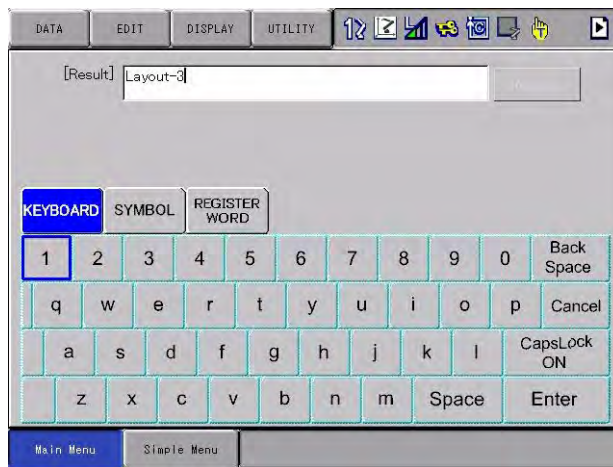 DATA EDIT DISPLAY UTILITY
[Result] Layout-3
KEYBOARD SYMBOL REGISTER WORD
1 2 3 4 5 6 7 8 9 0 Back Space
q w e r t y u i o p Cancel
a s d f g h j k l CapsLock ON
z x c v b n m Space Enter
Main Menu Simple Menu